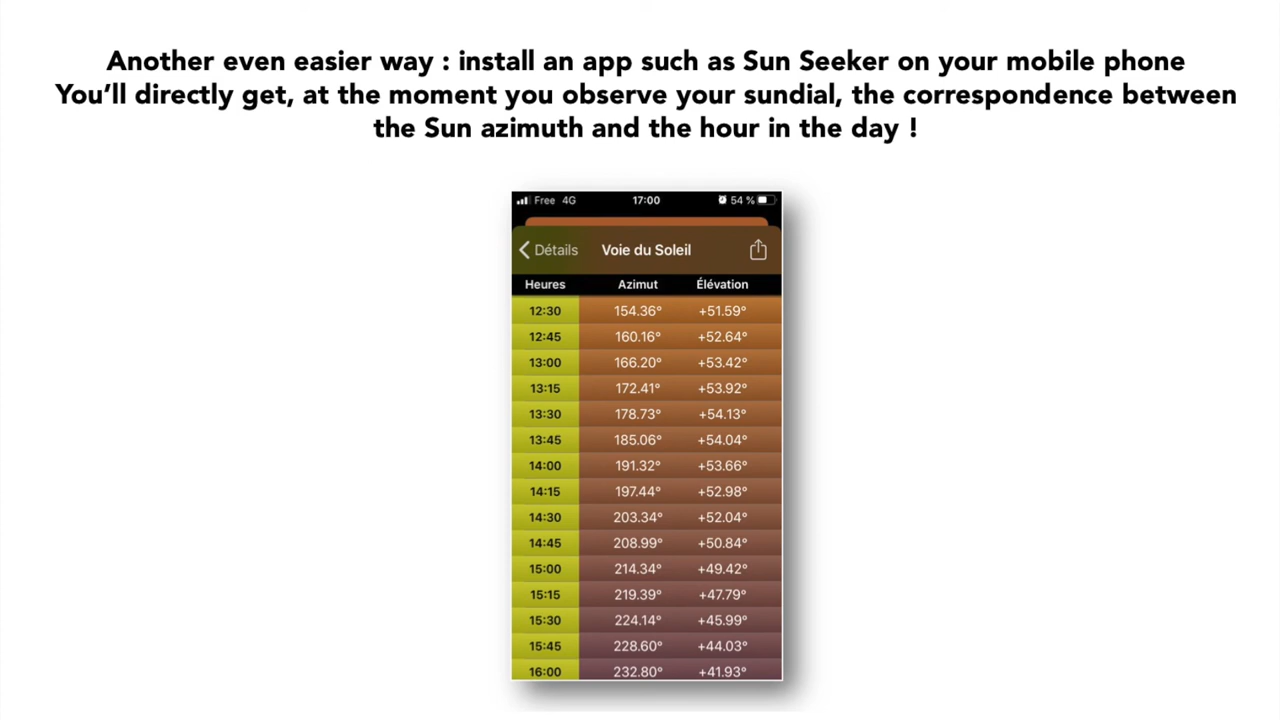 Another even easier way : install an app such as Sun Seeker on your mobile phone
You'll directly get, at the moment you observe your sundial, the correspondence between
the Sun azimuth and the hour in the day !
Free 4G 17:00 54 %
Détails Voie du Soleil
Heures Azimut Élévation
12:30 154.36° +51.59°
12:45 160.16° +52.64°
13:00 166.20° +53.42°
13:15 172.41° +53.92°
13:30 178.73° +54.13°
13:45 185.06° +54.04°
14:00 191.32° +53.66°
14:15 197.44° +52.98°
14:30 203.34° +52.04°
14:45 208.99° +50.84°
15:00 214.34° +49.42°
15:15 219.39° +47.79°
15:30 224.14° +45.99°
15:45 228.60° +44.03°
16:00 232.80° +41.93°